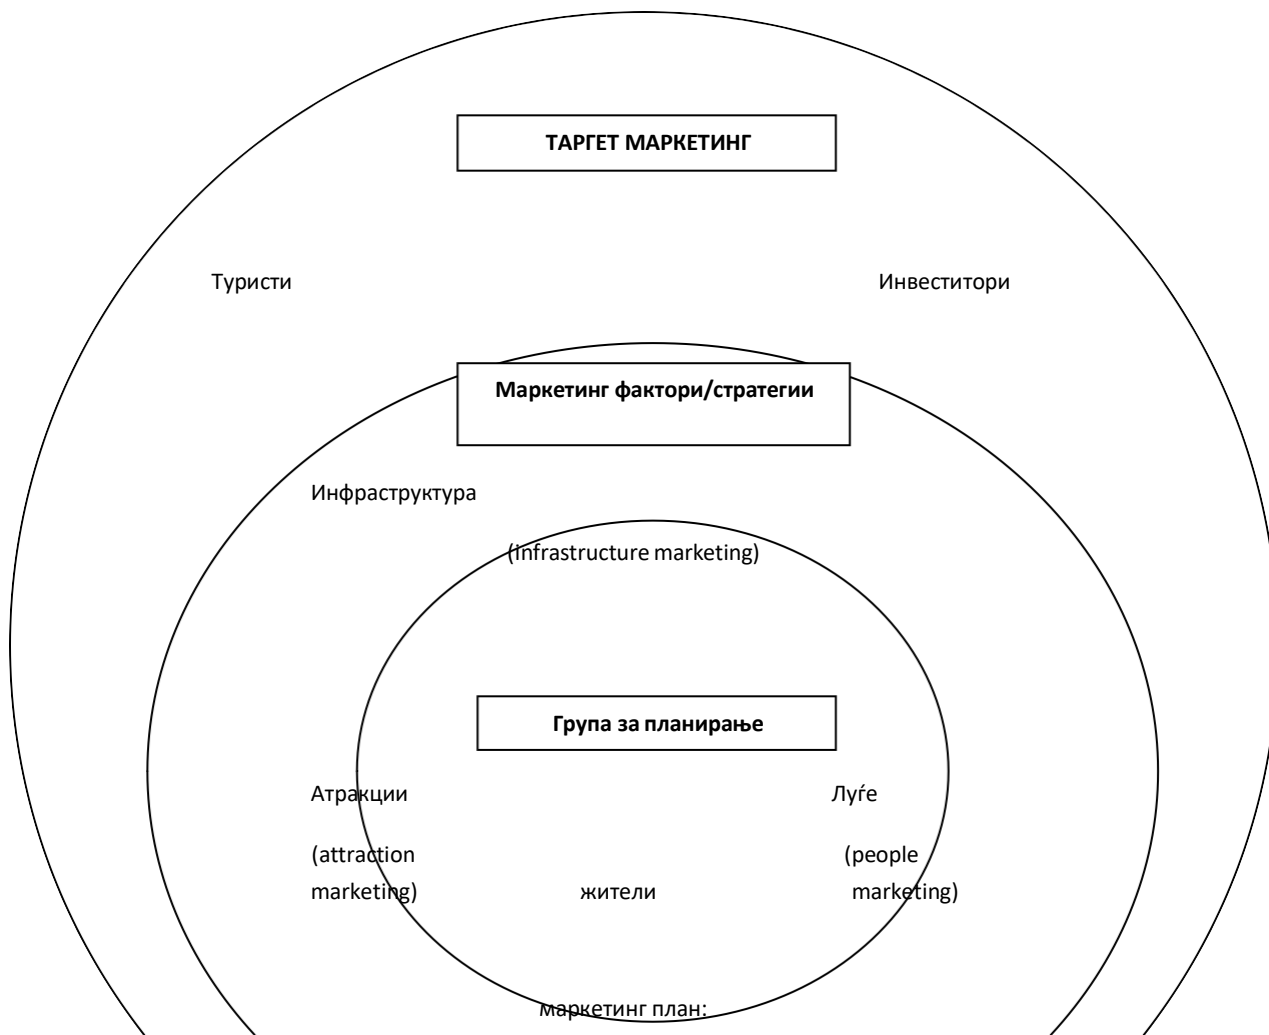 ТАРГЕТ МАРКЕТИНГ
Туристи
Инвеститори
Маркетинг фактори/стратегии
Инфраструктура
(infrastructure marketing)
Група за планирање
Атракции
Луѓе
(attraction
marketing)
(people
marketing)
жители
маркетинг план: